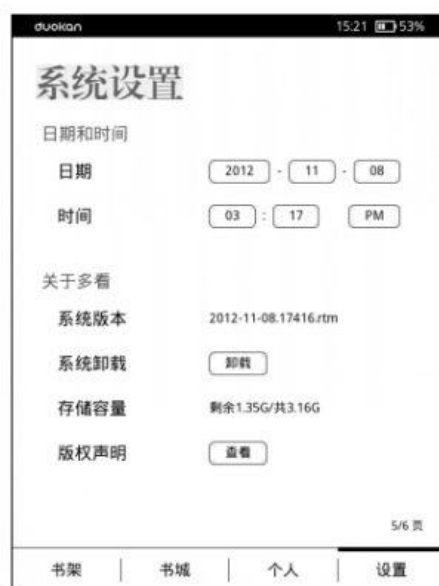 duokan 15:21 53%
系统设置
日期和时间
日期 2012 - 11 - 08
时间 03 : 17 PM
关于多看
系统版本 2012-11-08.17416.rtm
系统卸载 卸载
存储容量 剩余1.35G/共3.16G
版权声明 查看
5/6 页
书架 书城 个人 设置